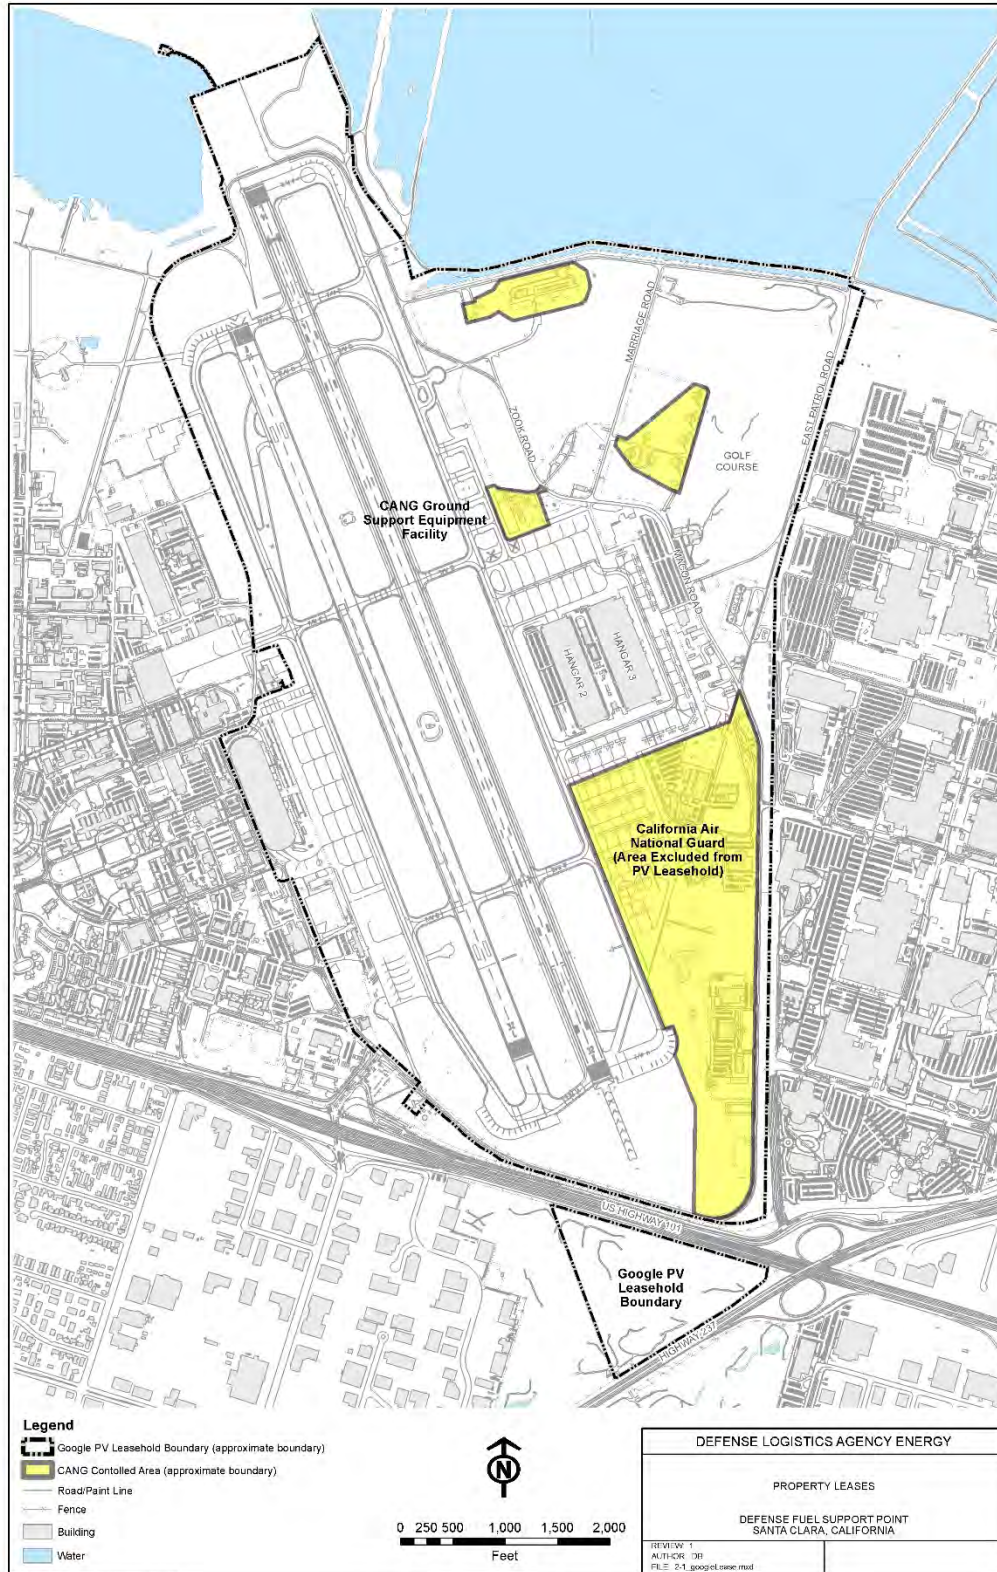 MARRIAGE ROAD
ZOOK ROAD
EAST PATROL ROAD
GOLF
COURSE
CANG Ground
Support Equipment
Facility
MACON ROAD
HANGAR 2
HANGAR 3
California Air
National Guard
(Area Excluded from
PV Leasehold)
US HIGHWAY 101
Google PV
Leasehold
Boundary
HIGHWAY 237
Legend
Google PV Leasehold Boundary (approximate boundary)
CANG Contolled Area (approximate boundary)
Road/Paint Line
Fence
Building
Water
N
0 250 500 1,000 1,500 2,000
Feet
DEFENSE LOGISTICS AGENCY ENERGY
PROPERTY LEASES
DEFENSE FUEL SUPPORT POINT
SANTA CLARA, CALIFORNIA
REVIEW: 1
AUTHOR: DB
FILE: 2-1_googleLease.mxd